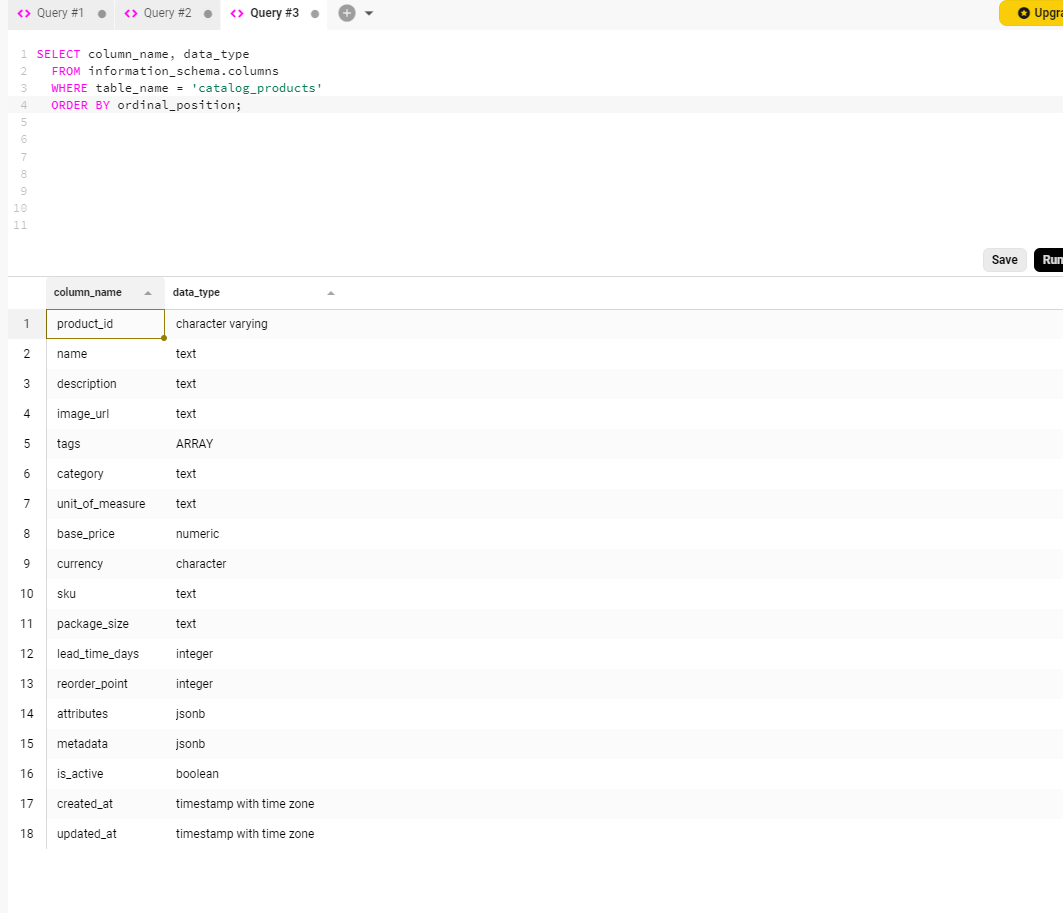 Query #1 Query #2 Query #3
1 SELECT column_name, data_type
2 FROM information_schema.columns
3 WHERE table_name = 'catalog_products'
4 ORDER BY ordinal_position;
5
6
7
8
9
10
11
Save Run
column_name data_type
1 product_id character varying
2 name text
3 description text
4 image_url text
5 tags ARRAY
6 category text
7 unit_of_measure text
8 base_price numeric
9 currency character
10 sku text
11 package_size text
12 lead_time_days integer
13 reorder_point integer
14 attributes jsonb
15 metadata jsonb
16 is_active boolean
17 created_at timestamp with time zone
18 updated_at timestamp with time zone